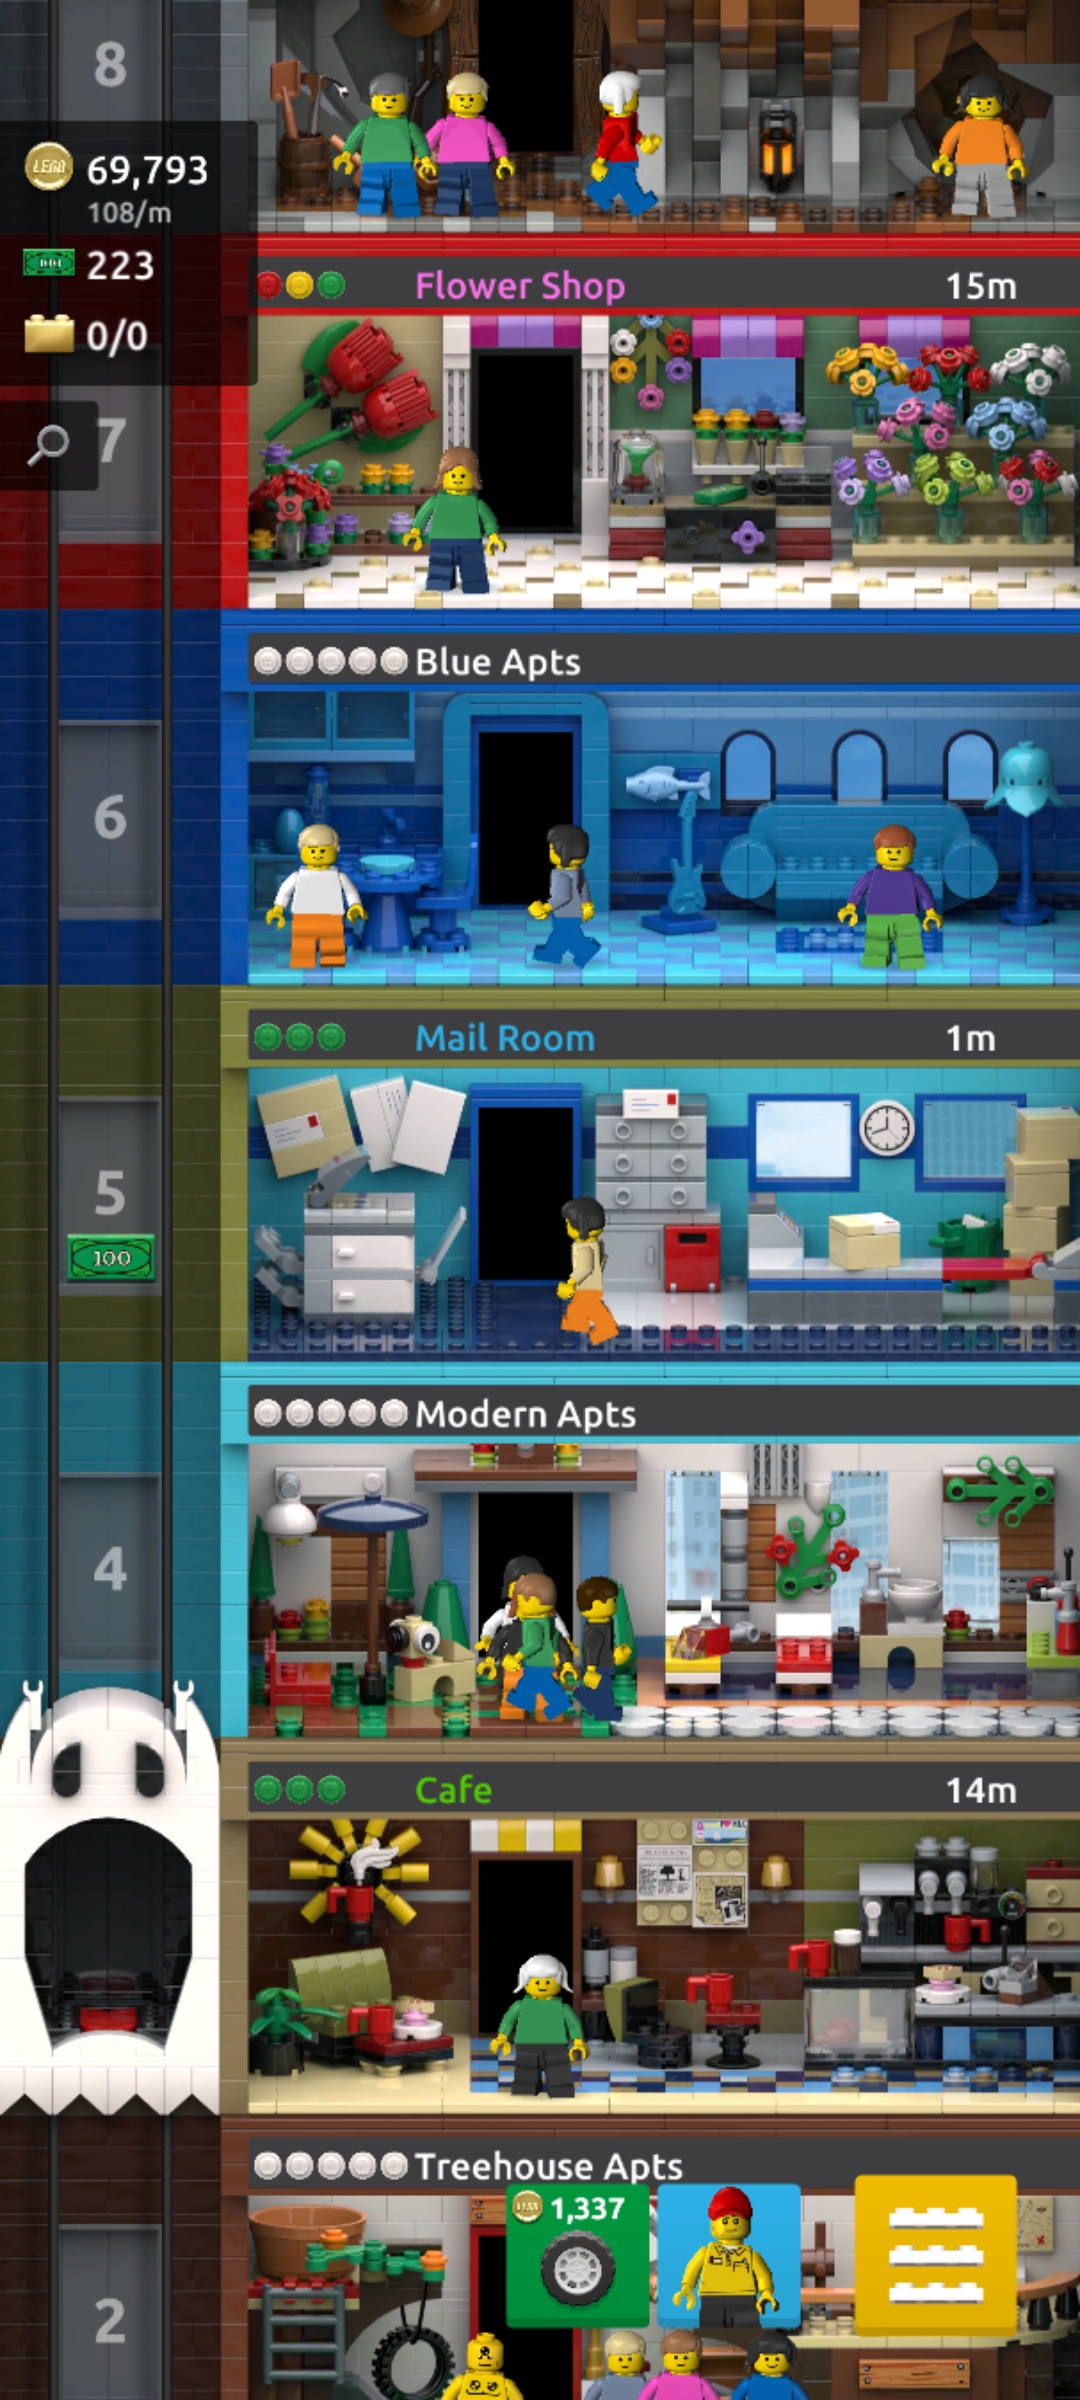 8
LEGO 69,793
108/m
223
0/0
Flower Shop 15m
7
Blue Apts
6
Mail Room 1m
5
100
Modern Apts
4
Cafe 14m
Treehouse Apts
1,337
2